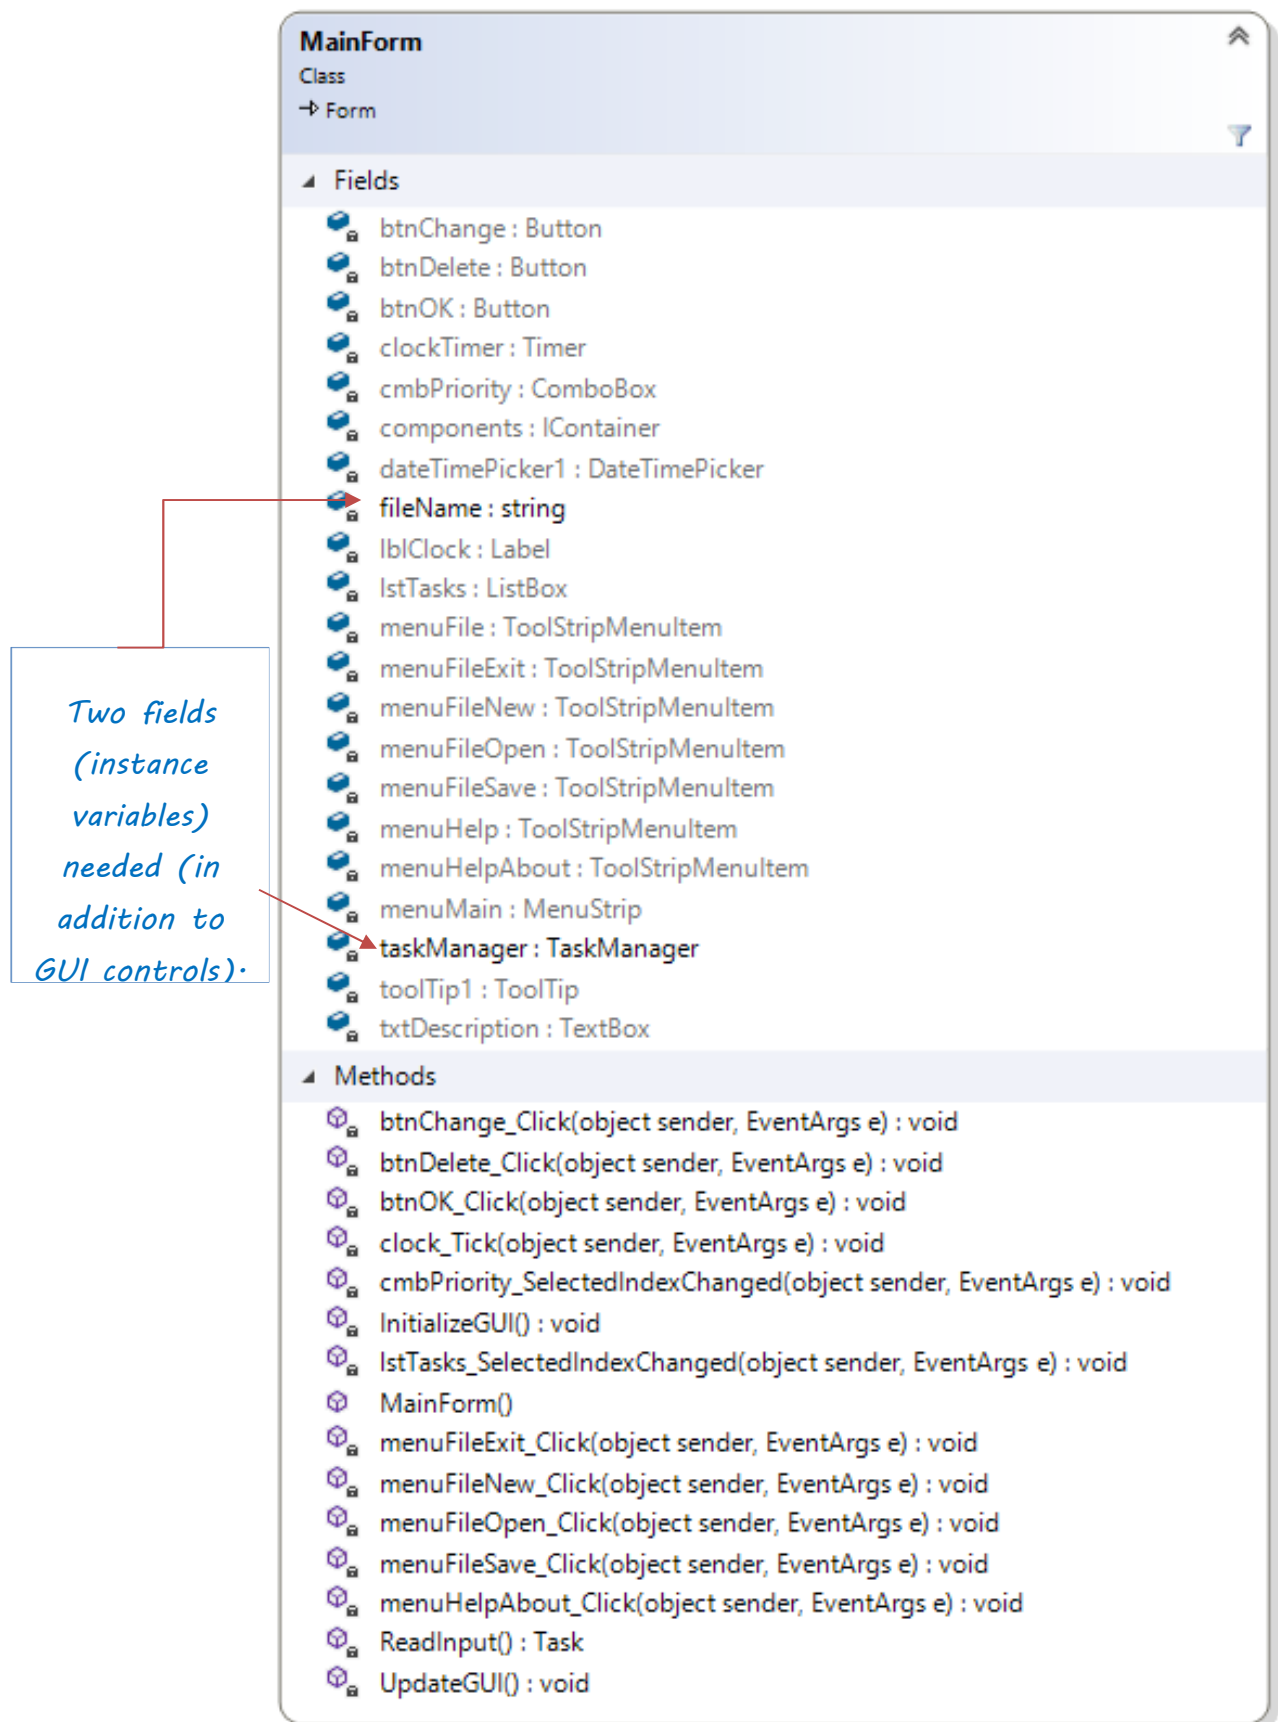 MainForm
Class
Form
Fields
btnChange : Button
btnDelete : Button
btnOK : Button
clockTimer : Timer
cmbPriority : ComboBox
components : IContainer
dateTimePicker1 : DateTimePicker
fileName : string
lblClock : Label
lstTasks : ListBox
menuFile : ToolStripMenuItem
menuFileExit : ToolStripMenuItem
menuFileNew : ToolStripMenuItem
menuFileOpen : ToolStripMenuItem
menuFileSave : ToolStripMenuItem
menuHelp : ToolStripMenuItem
menuHelpAbout : ToolStripMenuItem
menuMain : MenuStrip
taskManager : TaskManager
toolTip1 : ToolTip
txtDescription : TextBox
Two fields
(instance
variables)
needed (in
addition to
GUI controls).
Methods
btnChange_Click(object sender, EventArgs e) : void
btnDelete_Click(object sender, EventArgs e) : void
btnOK_Click(object sender, EventArgs e) : void
clock_Tick(object sender, EventArgs e) : void
cmbPriority_SelectedIndexChanged(object sender, EventArgs e) : void
InitializeGUI() : void
lstTasks_SelectedIndexChanged(object sender, EventArgs e) : void
MainForm()
menuFileExit_Click(object sender, EventArgs e) : void
menuFileNew_Click(object sender, EventArgs e) : void
menuFileOpen_Click(object sender, EventArgs e) : void
menuFileSave_Click(object sender, EventArgs e) : void
menuHelpAbout_Click(object sender, EventArgs e) : void
ReadInput() : Task
UpdateGUI() : void